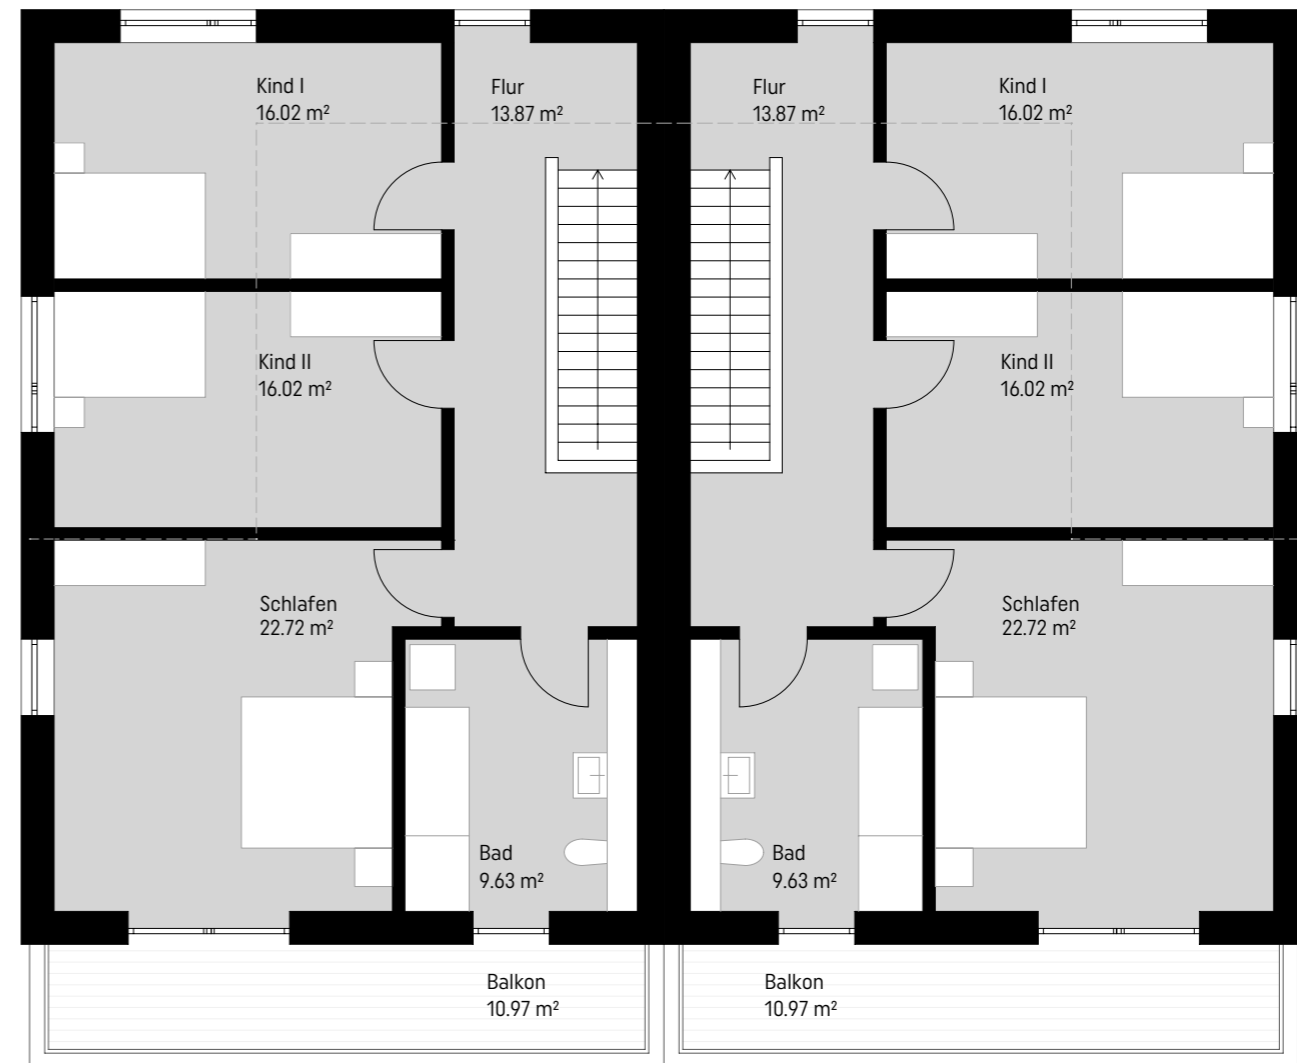 Kind I
16.02 m²
Flur
13.87 m²
Flur
13.87 m²
Kind I
16.02 m²
Kind II
16.02 m²
Kind II
16.02 m²
Schlafen
22.72 m²
Schlafen
22.72 m²
Bad
9.63 m²
Bad
9.63 m²
Balkon
10.97 m²
Balkon
10.97 m²